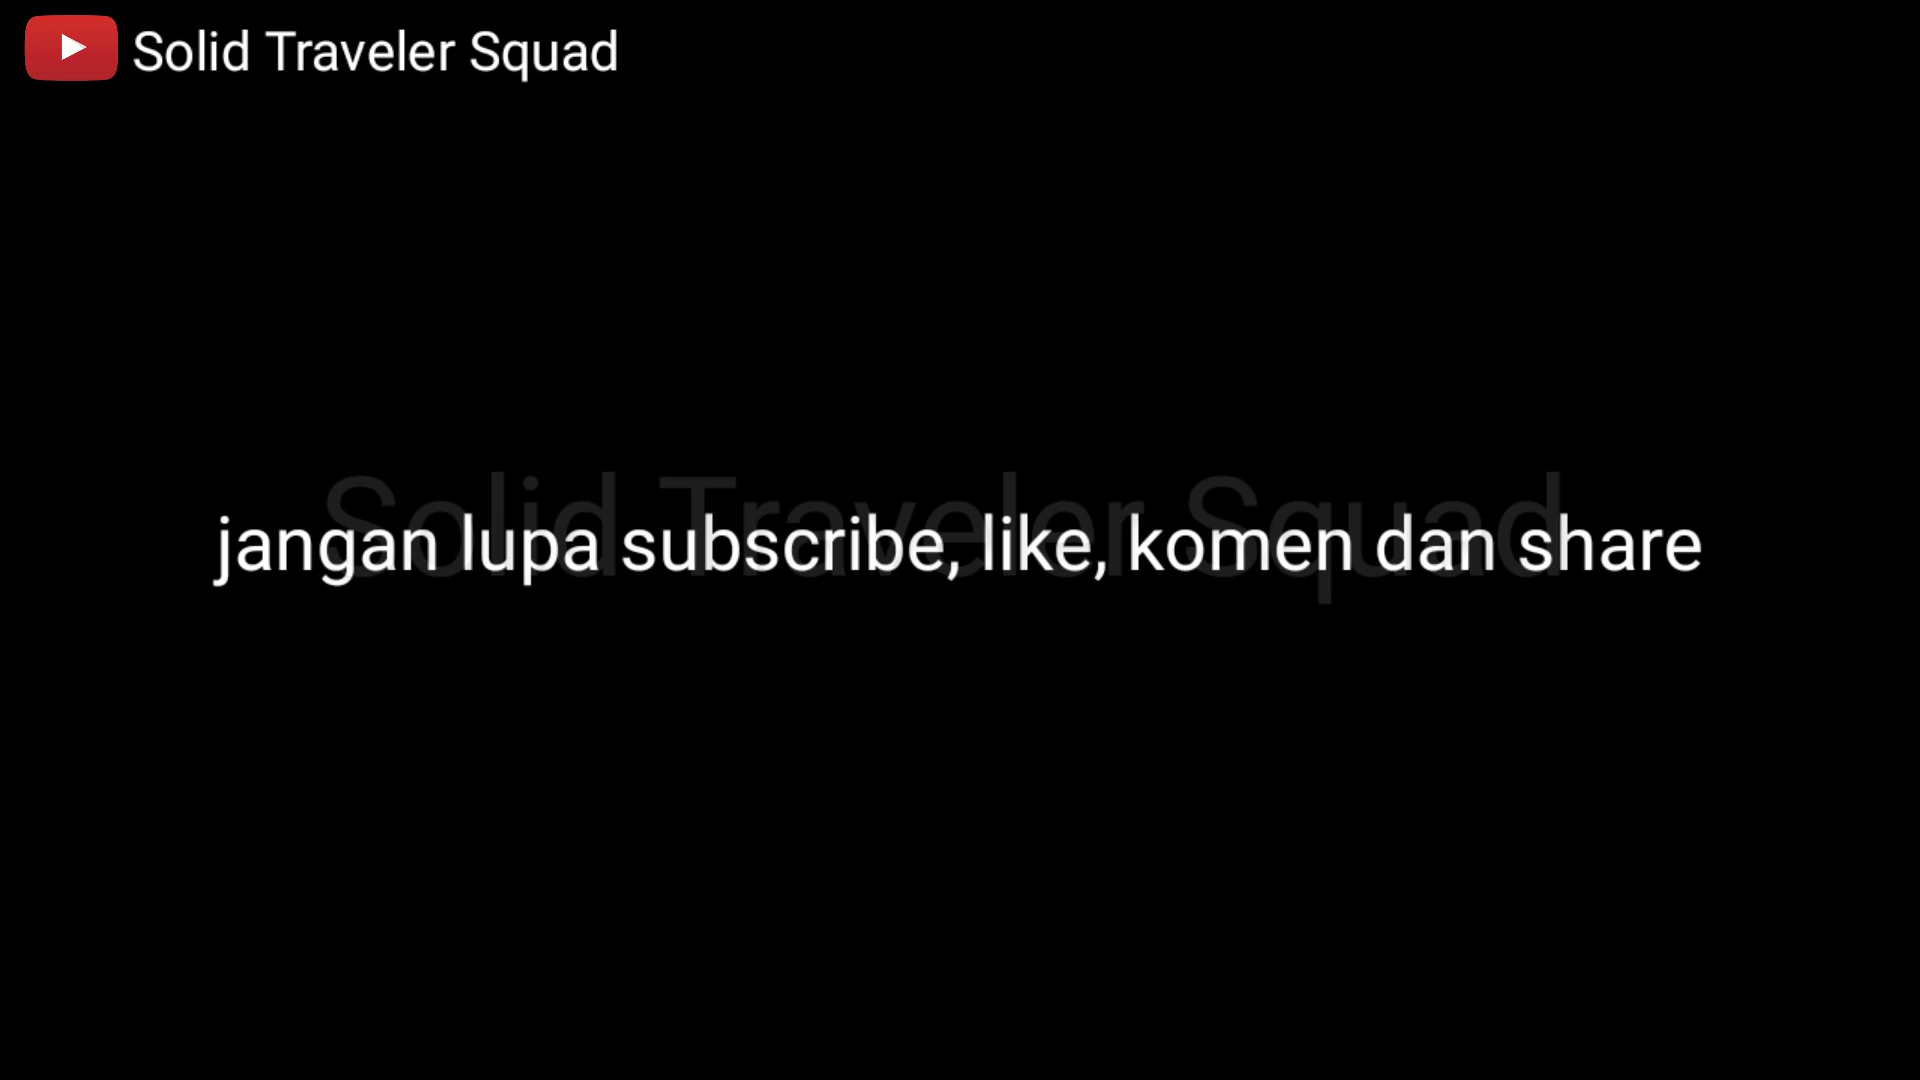 Solid Traveler Squad
Solid Traveler Squad
jangan lupa subscribe, like, komen dan share